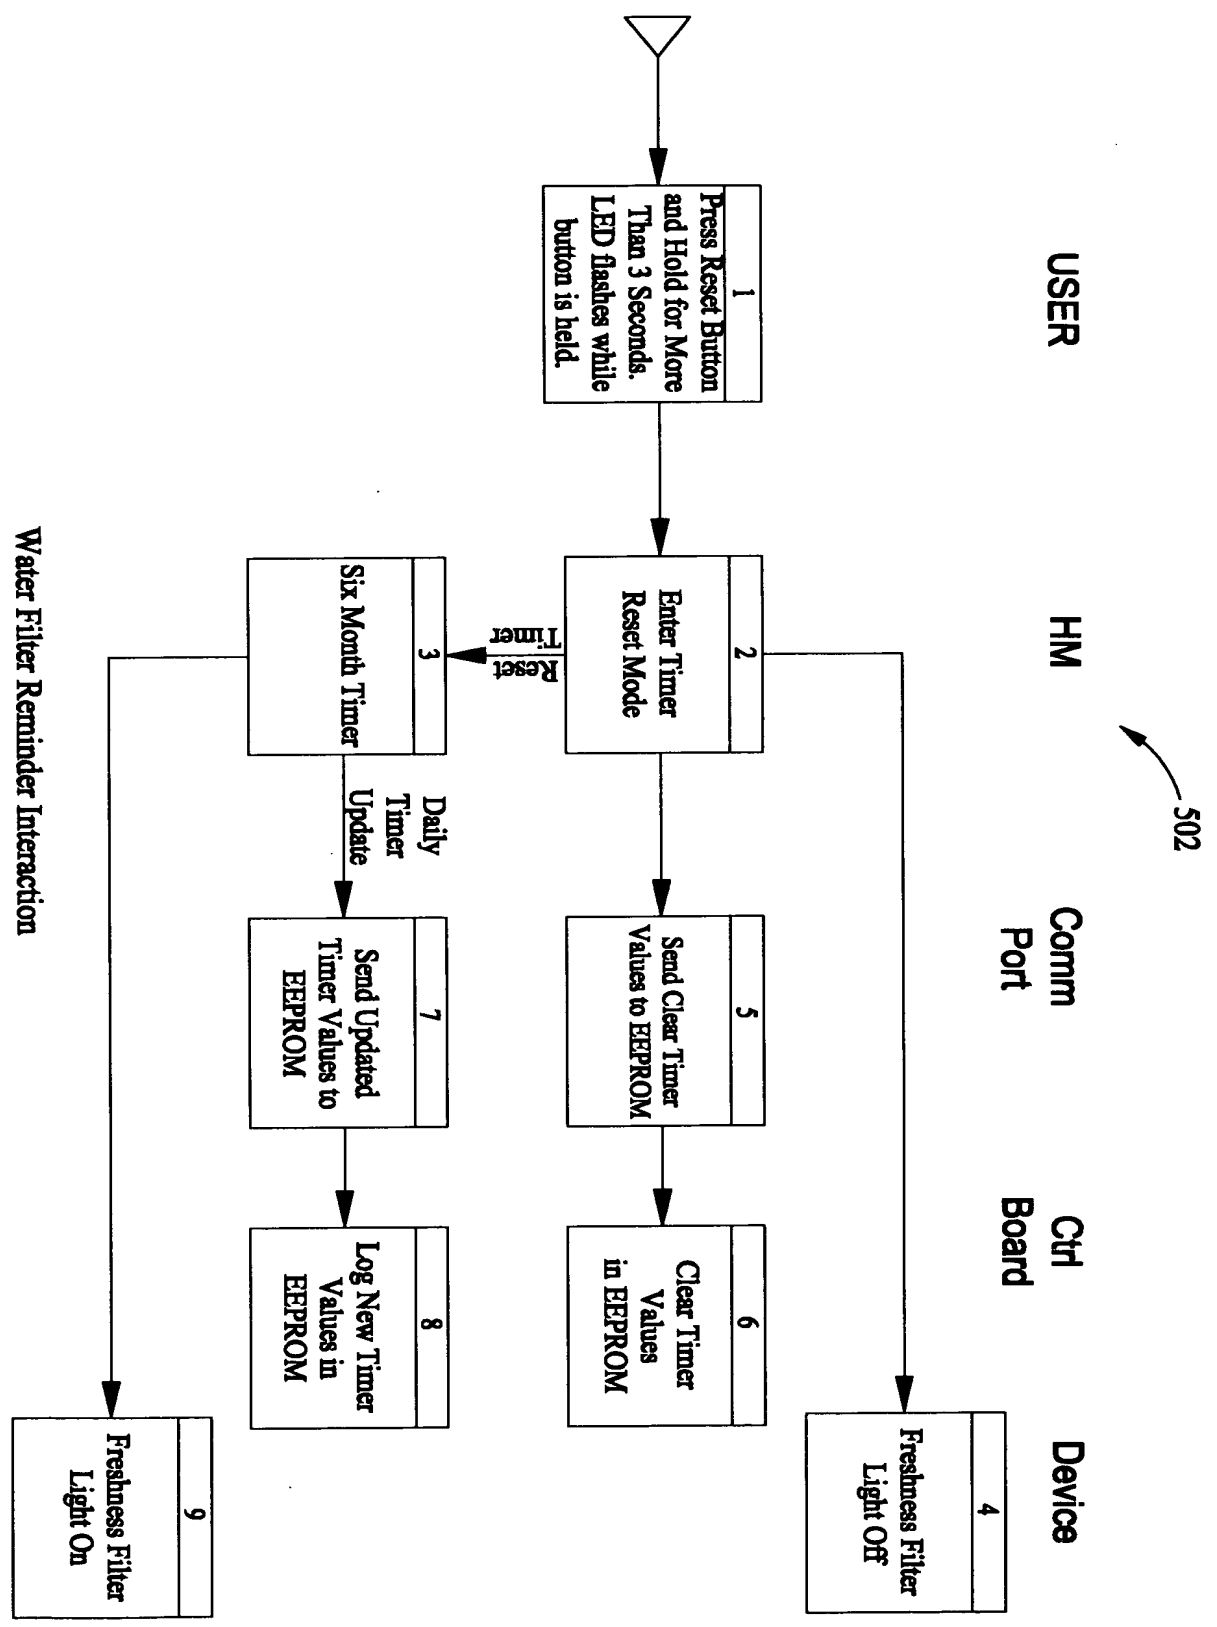 502
USER
HM
Comm
Port
Ctrl
Board
Device
4
Freshness Filter
Light Off
1
Press Reset Button
and Hold for More
Than 3 Seconds.
LED flashes while
button is held.
2
Enter Timer
Reset Mode
5
Send Clear Timer
Values to EEPROM
6
Clear Timer
Values
in EEPROM
Reset
Timer
3
Six Month Timer
Daily
Timer
Update
7
Send Updated
Timer Values to
EEPROM
8
Log New Timer
Values in
EEPROM
9
Freshness Filter
Light On
Water Filter Reminder Interaction